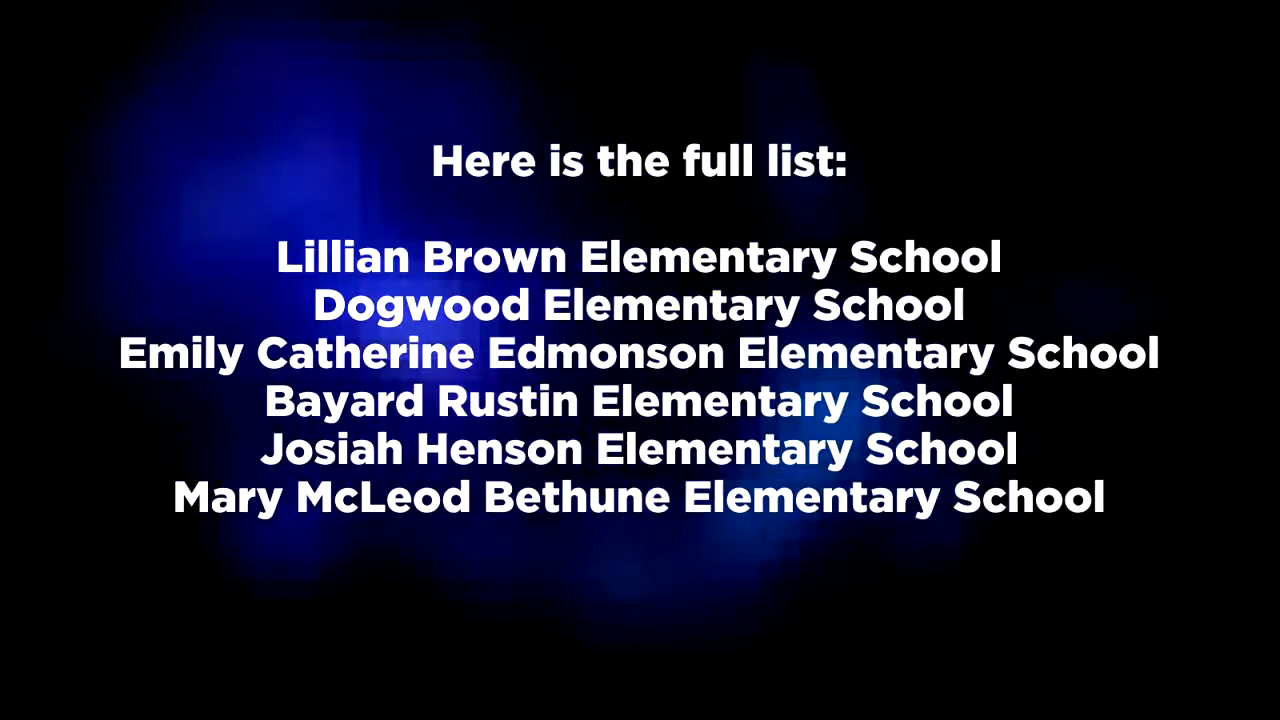 Here is the full list:
Lillian Brown Elementary School
Dogwood Elementary School
Emily Catherine Edmonson Elementary School
Bayard Rustin Elementary School
Josiah Henson Elementary School
Mary McLeod Bethune Elementary School